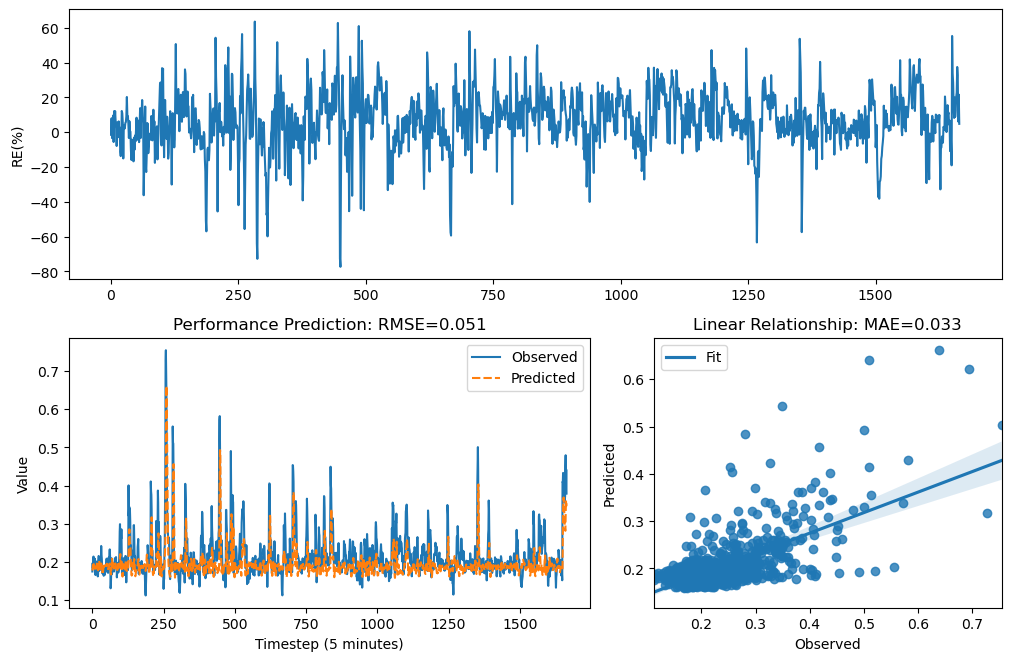 60
40
20
0
−20
−40
−60
−80
RE(%)
0 250 500 750 1000 1250 1500
Performance Prediction: RMSE=0.051
Observed
Predicted
0.7
0.6
0.5
0.4
0.3
0.2
0.1
Value
0 250 500 750 1000 1250 1500
Timestep (5 minutes)
Linear Relationship: MAE=0.033
Fit
0.6
0.5
0.4
0.3
0.2
Predicted
0.2 0.3 0.4 0.5 0.6 0.7
Observed